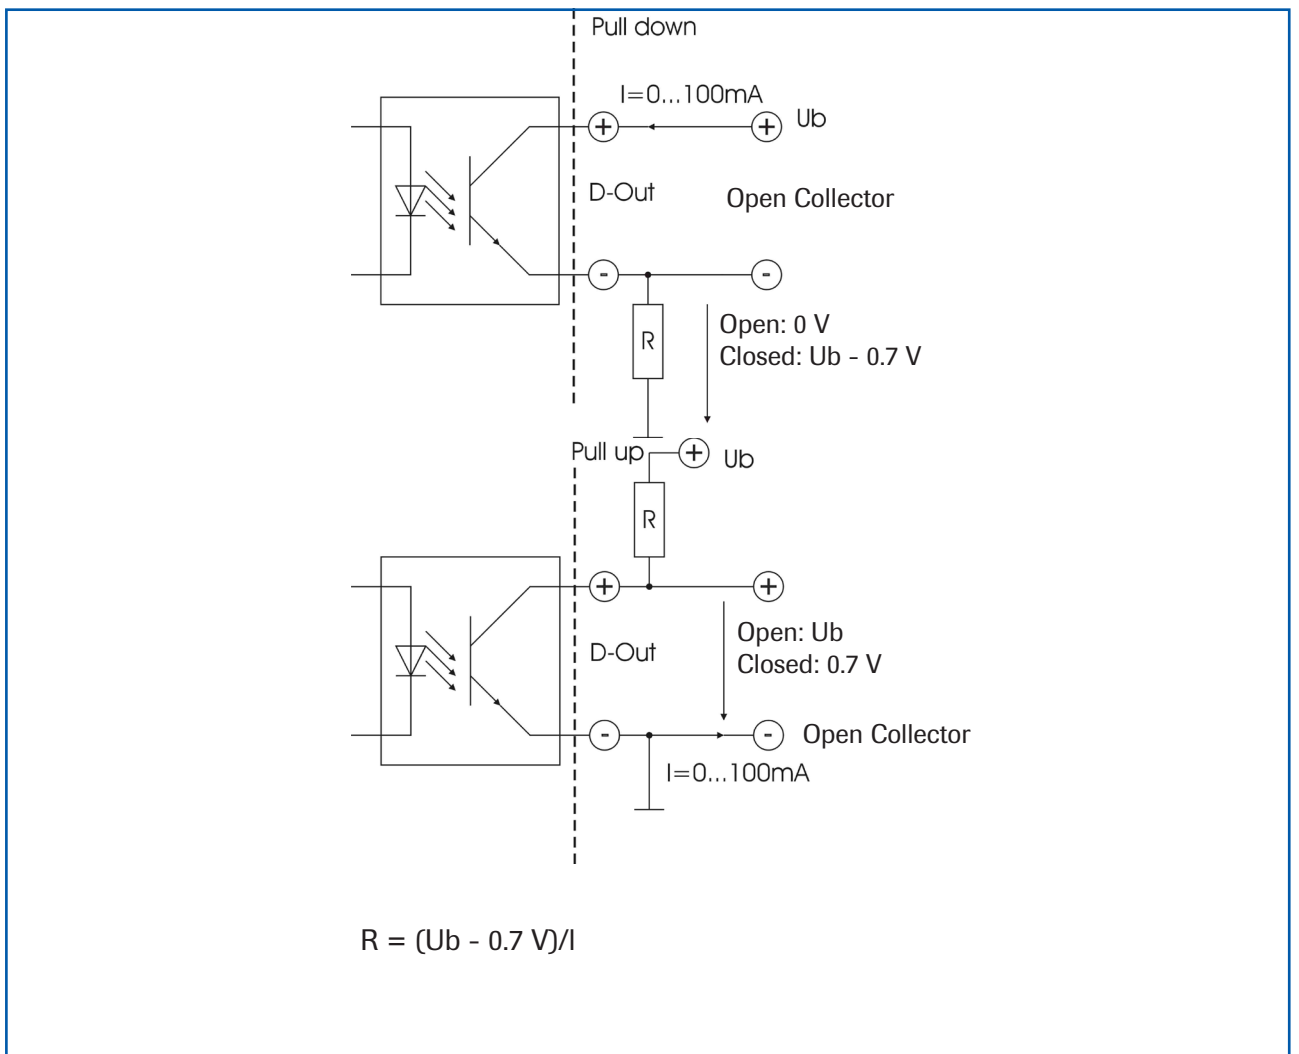 Pull down
I=0...100mA
+
+
Ub
D-Out
Open Collector
-
-
R
Open: 0 V
Closed: Ub - 0.7 V
Pull up
+
Ub
R
+
+
D-Out
Open: Ub
Closed: 0.7 V
-
-
Open Collector
I=0...100mA
R = (Ub - 0.7 V)/I